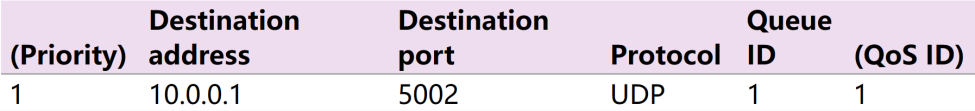 (Priority) Destination address Destination port Protocol Queue ID (QoS ID)
1 10.0.0.1 5002 UDP 1 1